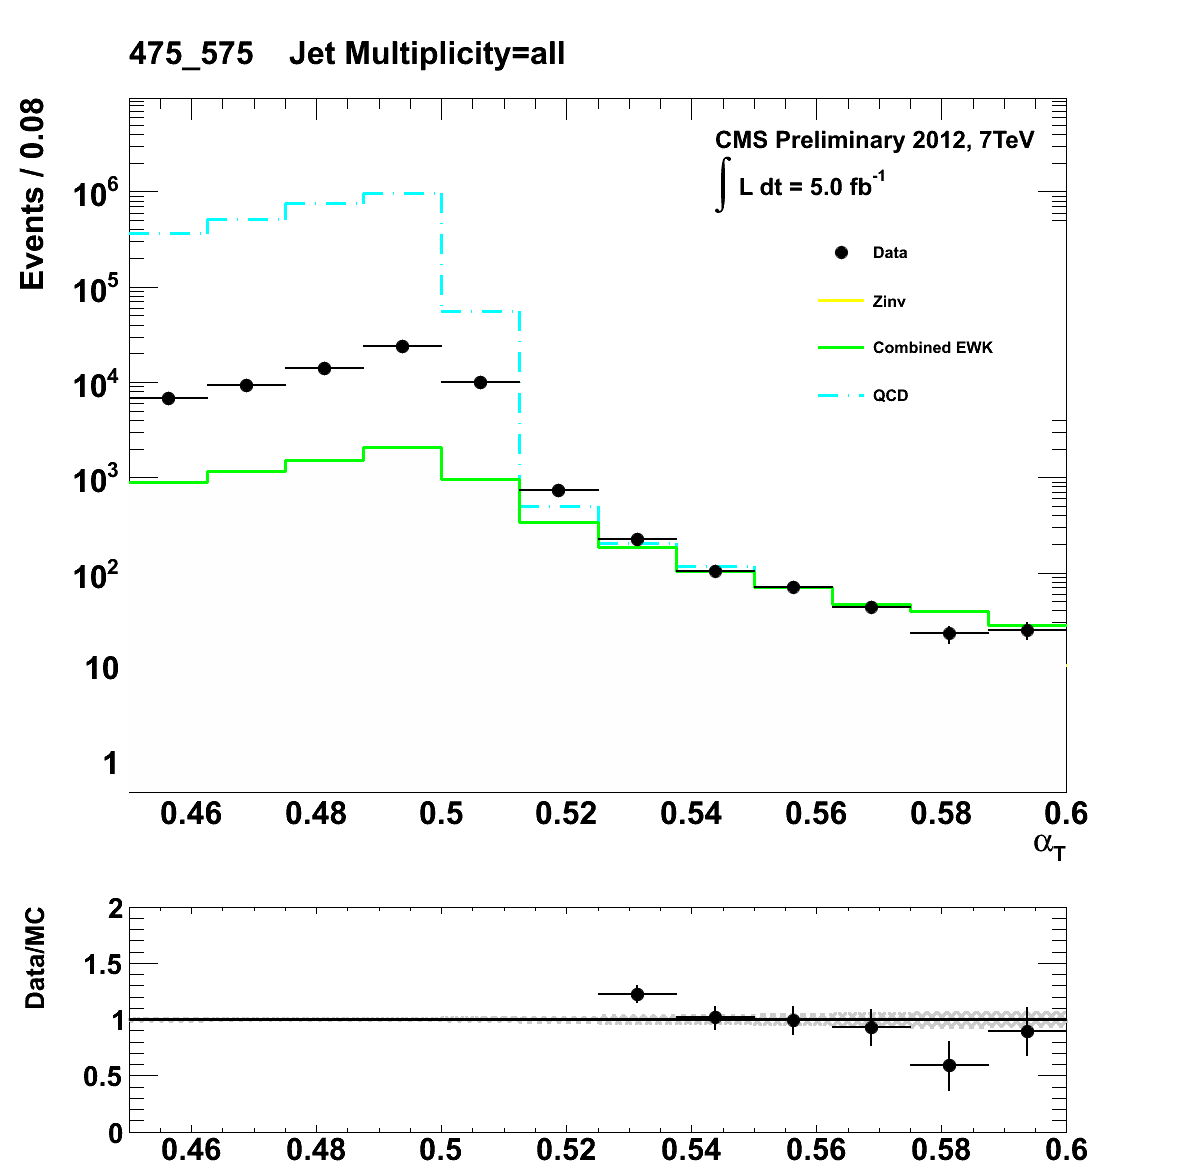 475_575 Jet Multiplicity=all
Events / 0.08
CMS Preliminary 2012, 7TeV
∫ L dt = 5.0 fb⁻¹
Data
Zinv
Combined EWK
QCD
10⁶
10⁵
10⁴
10³
10²
10
1
0.46 0.48 0.5 0.52 0.54 0.56 0.58 0.6
α_T
Data/MC
2
1.5
1
0.5
0
0.46 0.48 0.5 0.52 0.54 0.56 0.58 0.6